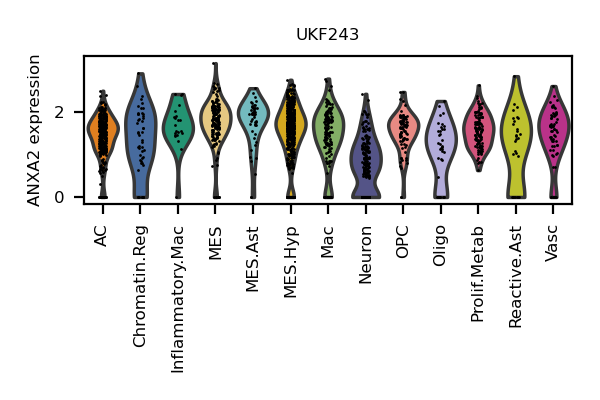 UKF243
ANXA2 expression
2
0
AC
Chromatin.Reg
Inflammatory.Mac
MES
MES.Ast
MES.Hyp
Mac
Neuron
OPC
Oligo
Prolif.Metab
Reactive.Ast
Vasc